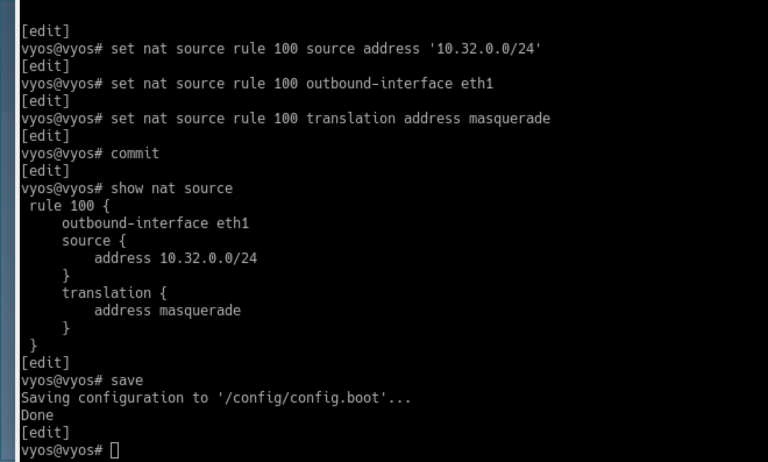 [edit]
vyos@vyos# set nat source rule 100 source address '10.32.0.0/24'
[edit]
vyos@vyos# set nat source rule 100 outbound-interface eth1
[edit]
vyos@vyos# set nat source rule 100 translation address masquerade
[edit]
vyos@vyos# commit
[edit]
vyos@vyos# show nat source
 rule 100 {
     outbound-interface eth1
     source {
         address 10.32.0.0/24
     }
     translation {
         address masquerade
     }
 }
[edit]
vyos@vyos# save
Saving configuration to '/config/config.boot'...
Done
[edit]
vyos@vyos#